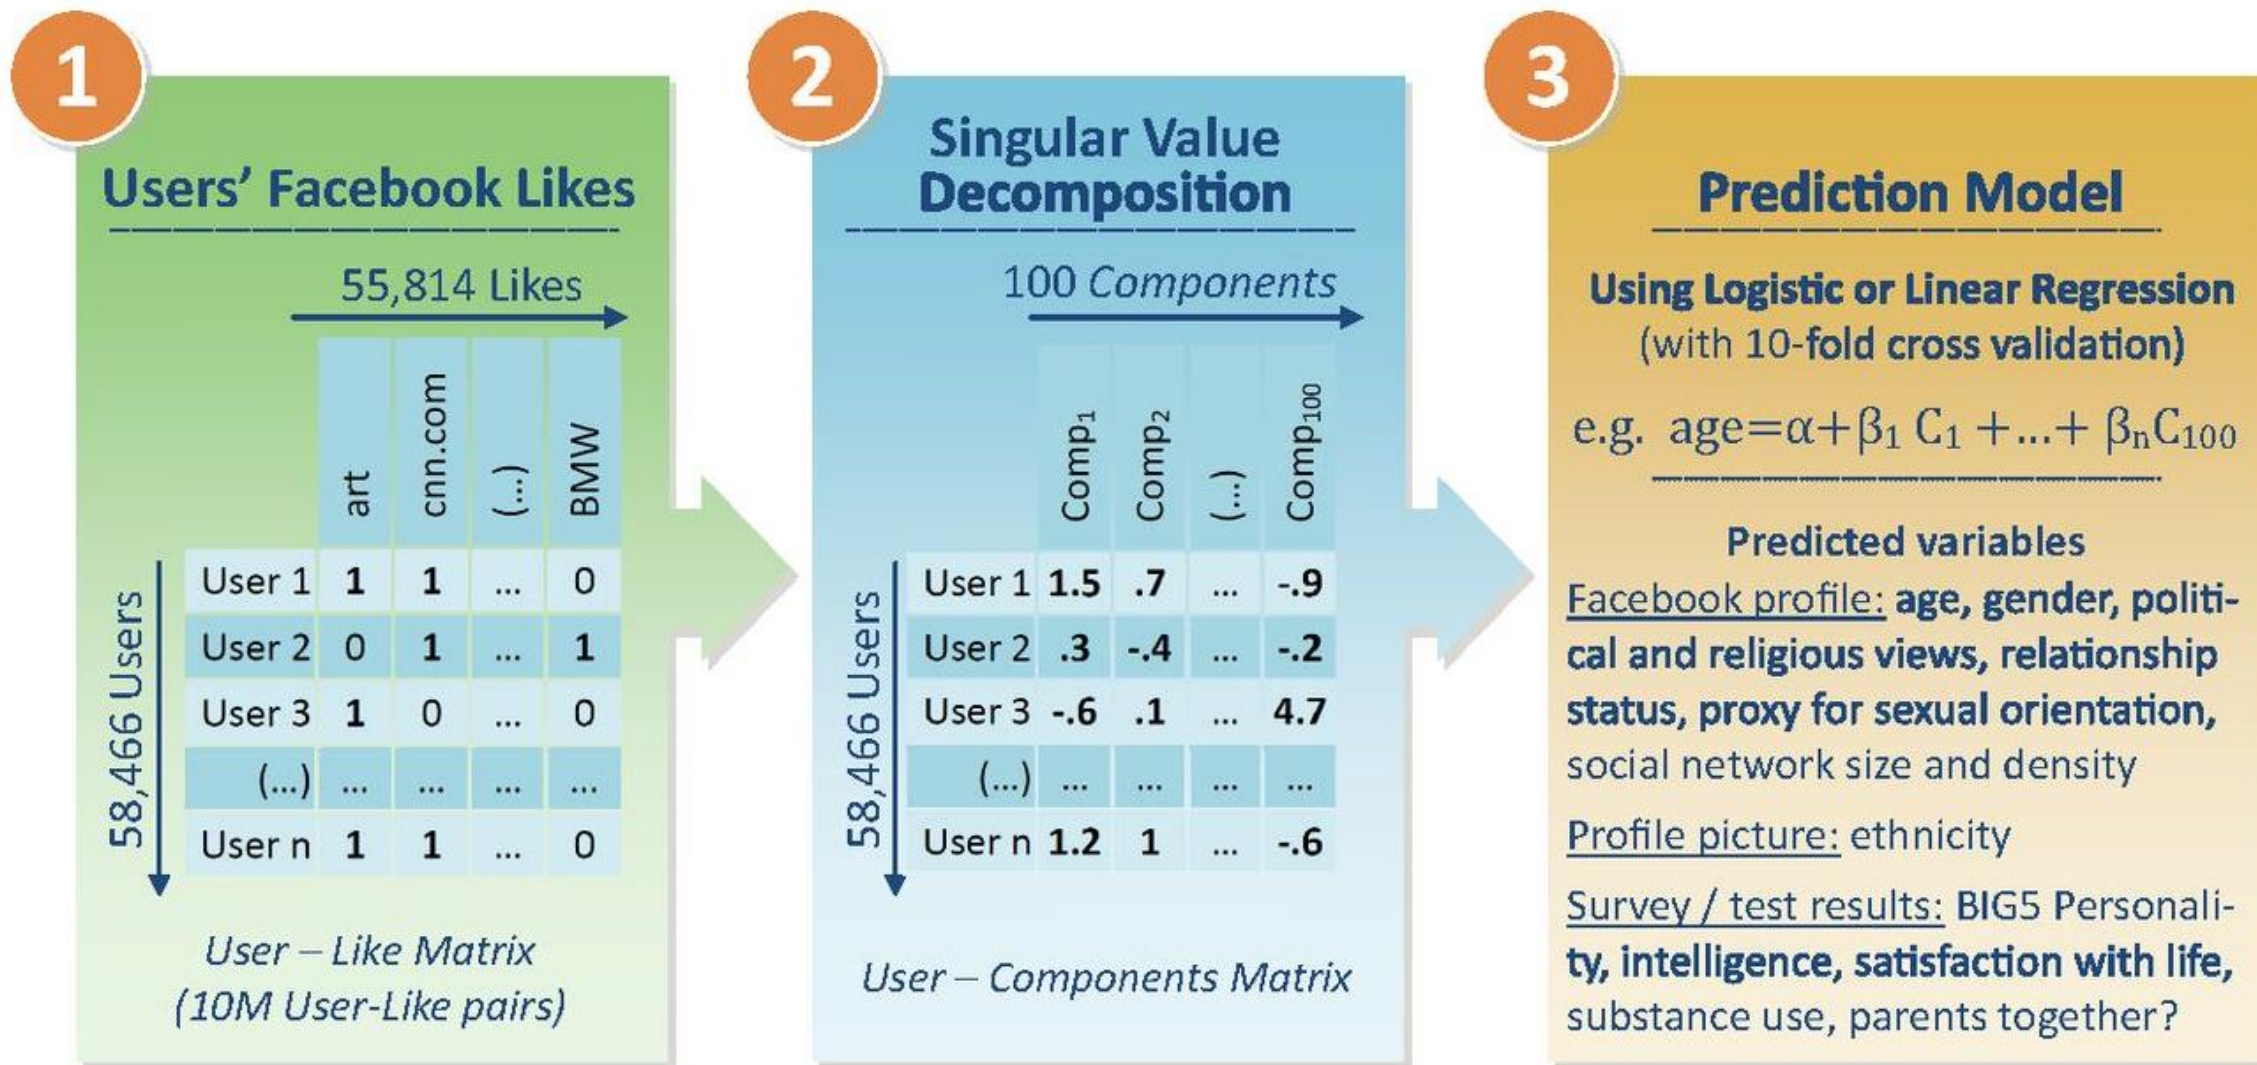 1
Users' Facebook Likes
55,814 Likes
art cnn.com (...) BMW
58,466 Users
User 1 1 1 ... 0
User 2 0 1 ... 1
User 3 1 0 ... 0
(...) ... ... ... ...
User n 1 1 ... 0
User – Like Matrix
(10M User-Like pairs)
2
Singular Value
Decomposition
100 Components
Comp₁ Comp₂ (...) Comp₁₀₀
58,466 Users
User 1 1.5 .7 ... -.9
User 2 .3 -.4 ... -.2
User 3 -.6 .1 ... 4.7
(...) ... ... ... ...
User n 1.2 1 ... -.6
User – Components Matrix
3
Prediction Model
Using Logistic or Linear Regression
(with 10-fold cross validation)
e.g. age=α+β₁ C₁ +...+ βₙC₁₀₀
Predicted variables
Facebook profile: age, gender, politi-
cal and religious views, relationship
status, proxy for sexual orientation,
social network size and density
Profile picture: ethnicity
Survey / test results: BIG5 Personali-
ty, intelligence, satisfaction with life,
substance use, parents together?